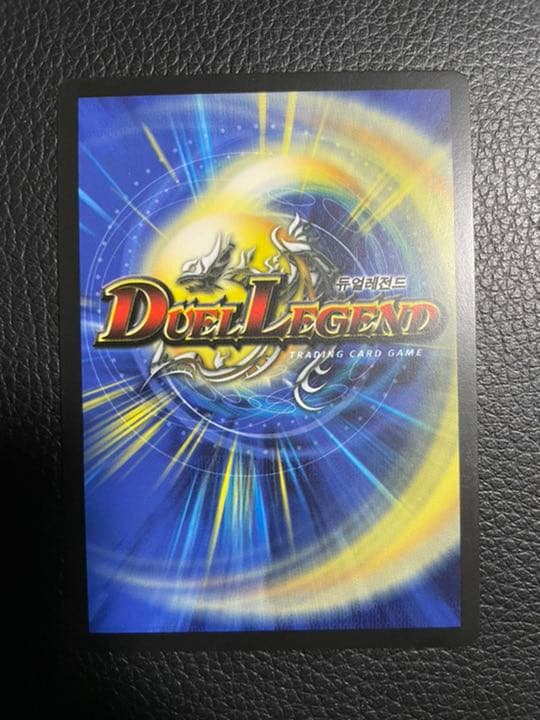 듀얼레전드
DUEL LEGEND
TRADING CARD GAME